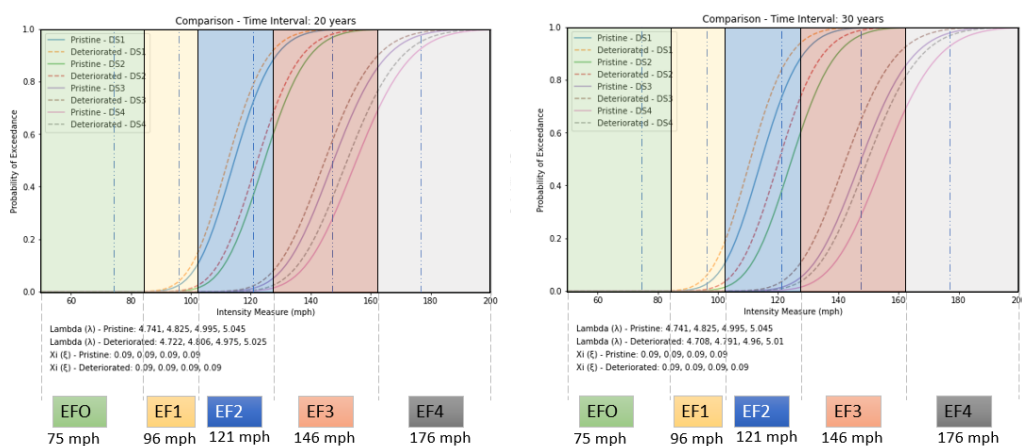 Comparison - Time Interval: 20 years
1.0
0.8
0.6
0.4
0.2
0.0
Probability of Exceedance
Pristine - DS1
Deteriorated - DS1
Pristine - DS2
Deteriorated - DS2
Pristine - DS3
Deteriorated - DS3
Pristine - DS4
Deteriorated - DS4
60 80 100 120 140 160 180 200
Intensity Measure (mph)
Lambda (λ) - Pristine: 4.741, 4.825, 4.995, 5.045
Lambda (λ) - Deteriorated: 4.722, 4.806, 4.975, 5.025
Xi (ξ) - Pristine: 0.09, 0.09, 0.09, 0.09
Xi (ξ) - Deteriorated: 0.09, 0.09, 0.09, 0.09
EFO EF1 EF2 EF3 EF4
75 mph 96 mph 121 mph 146 mph 176 mph
Comparison - Time Interval: 30 years
1.0
0.8
0.6
0.4
0.2
0.0
Probability of Exceedance
Pristine - DS1
Deteriorated - DS1
Pristine - DS2
Deteriorated - DS2
Pristine - DS3
Deteriorated - DS3
Pristine - DS4
Deteriorated - DS4
60 80 100 120 140 160 180 200
Intensity Measure (mph)
Lambda (λ) - Pristine: 4.741, 4.825, 4.995, 5.045
Lambda (λ) - Deteriorated: 4.708, 4.791, 4.96, 5.01
Xi (ξ) - Pristine: 0.09, 0.09, 0.09, 0.09
Xi (ξ) - Deteriorated: 0.09, 0.09, 0.09, 0.09
EFO EF1 EF2 EF3 EF4
75 mph 96 mph 121 mph 146 mph 176 mph